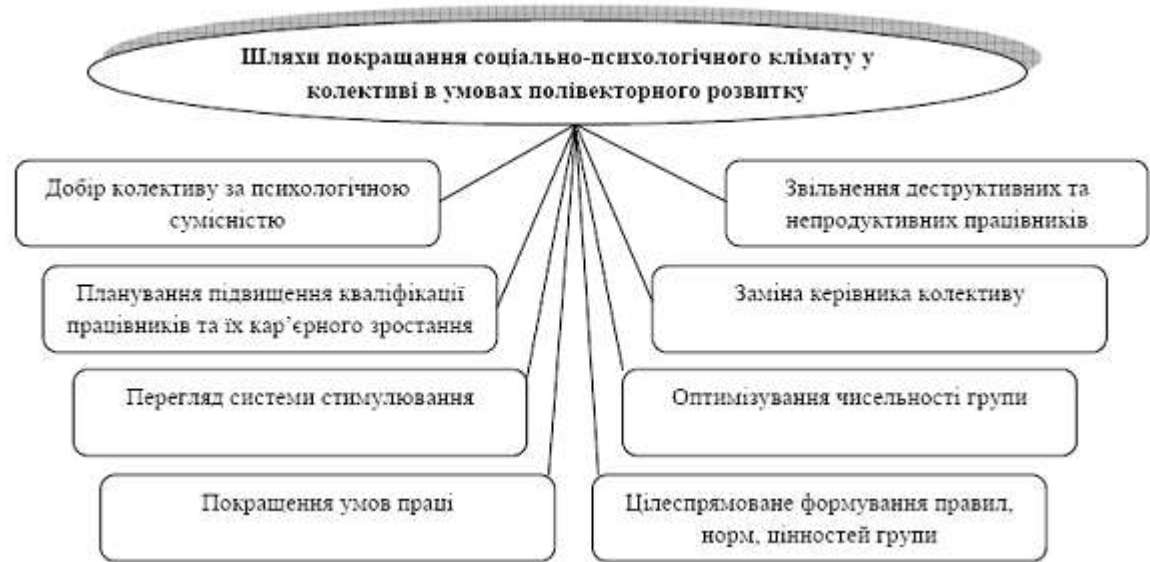 Шляхи покращання соціально-психологічного клімату у
колективі в умовах полівекторного розвитку
Добір колективу за психологічною
сумісністю
Звільнення деструктивних та
непродуктивних працівників
Планування підвищення кваліфікації
працівників та їх кар’єрного зростання
Заміна керівника колективу
Перегляд системи стимулювання
Оптимізування чисельності групи
Покращення умов праці
Цілеспрямоване формування правил,
норм, цінностей групи